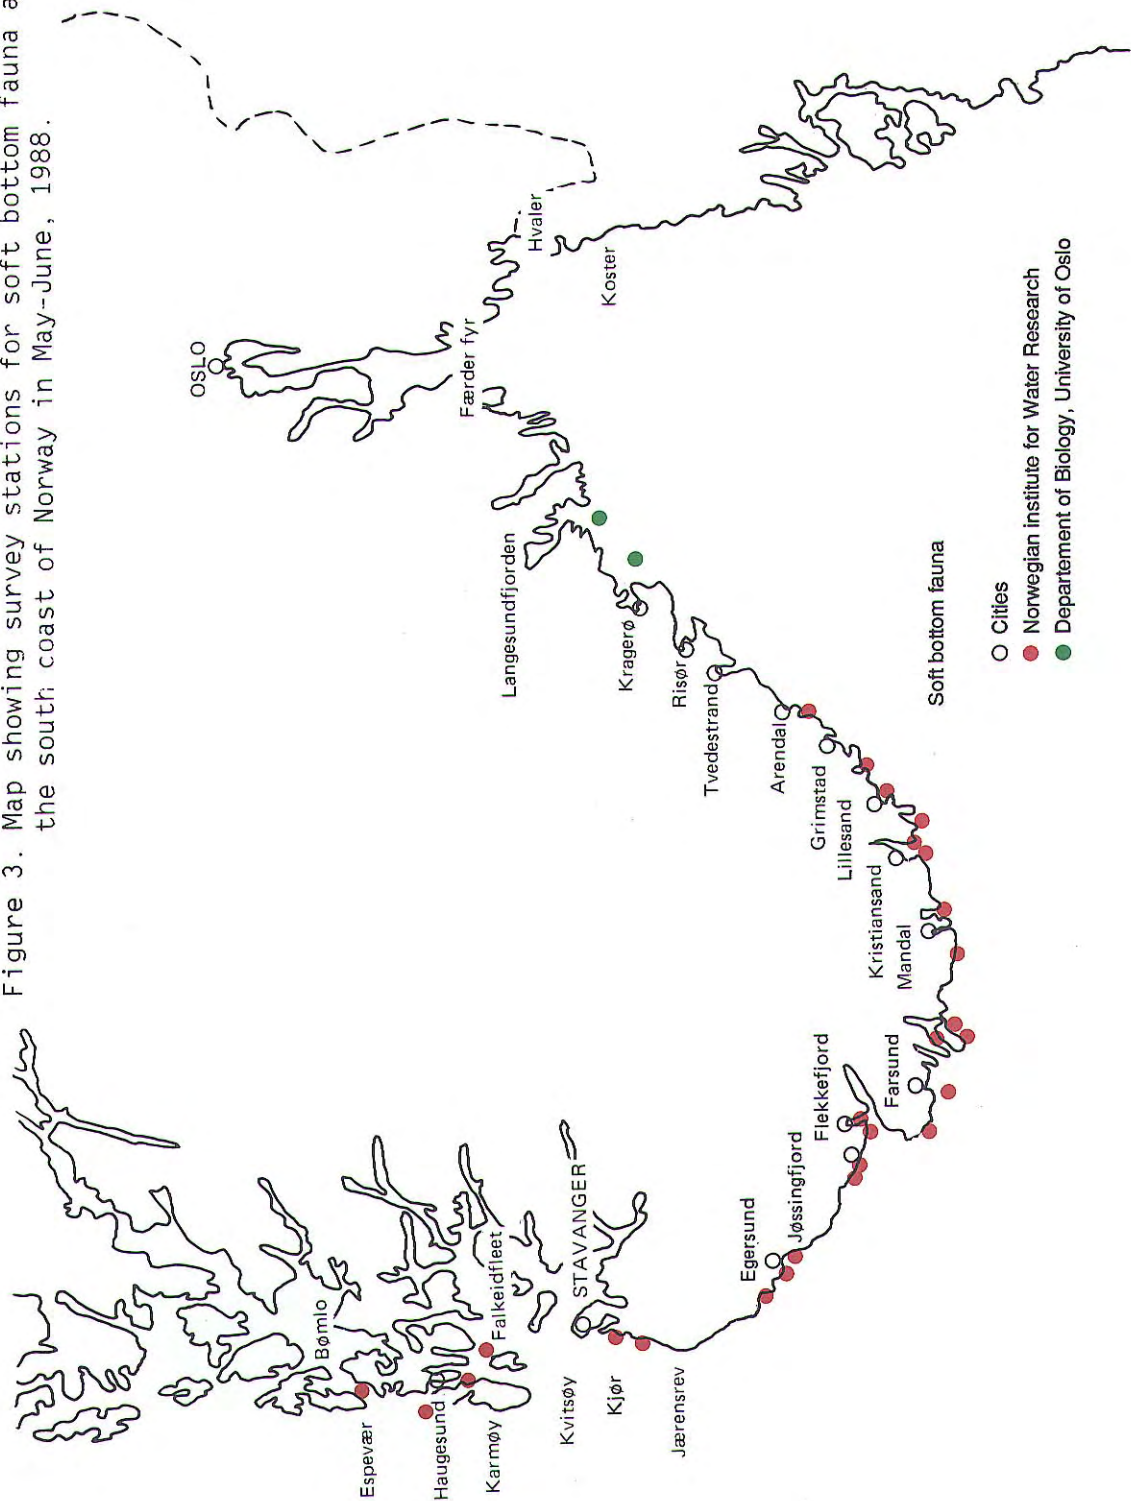 Figure 3. Map showing survey stations for soft bottom fauna
the south coast of Norway in May-June, 1988.
OSLO
Hvaler
Koster
Færder fyr
Langesundfjorden
Kragerø
Risør
Tvedestrand
Arendal
Grimstad
Lillesand
Kristiansand
Mandal
Farsund
Flekkefjord
Jøssingfjord
Egersund
STAVANGER
Falkeidfleet
Bømlo
Espevær
Haugesund
Karmøy
Kvitsøy
Kjør
Jærensrev
Soft bottom fauna
Cities
Norwegian institute for Water Research
Departement of Biology, University of Oslo